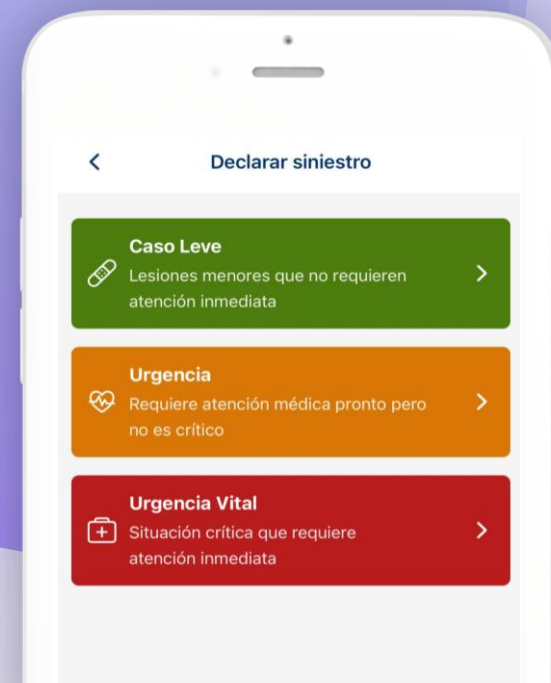 Declarar siniestro
Caso Leve
Lesiones menores que no requieren
atención inmediata
Urgencia
Requiere atención médica pronto pero
no es crítico
Urgencia Vital
Situación crítica que requiere
atención inmediata